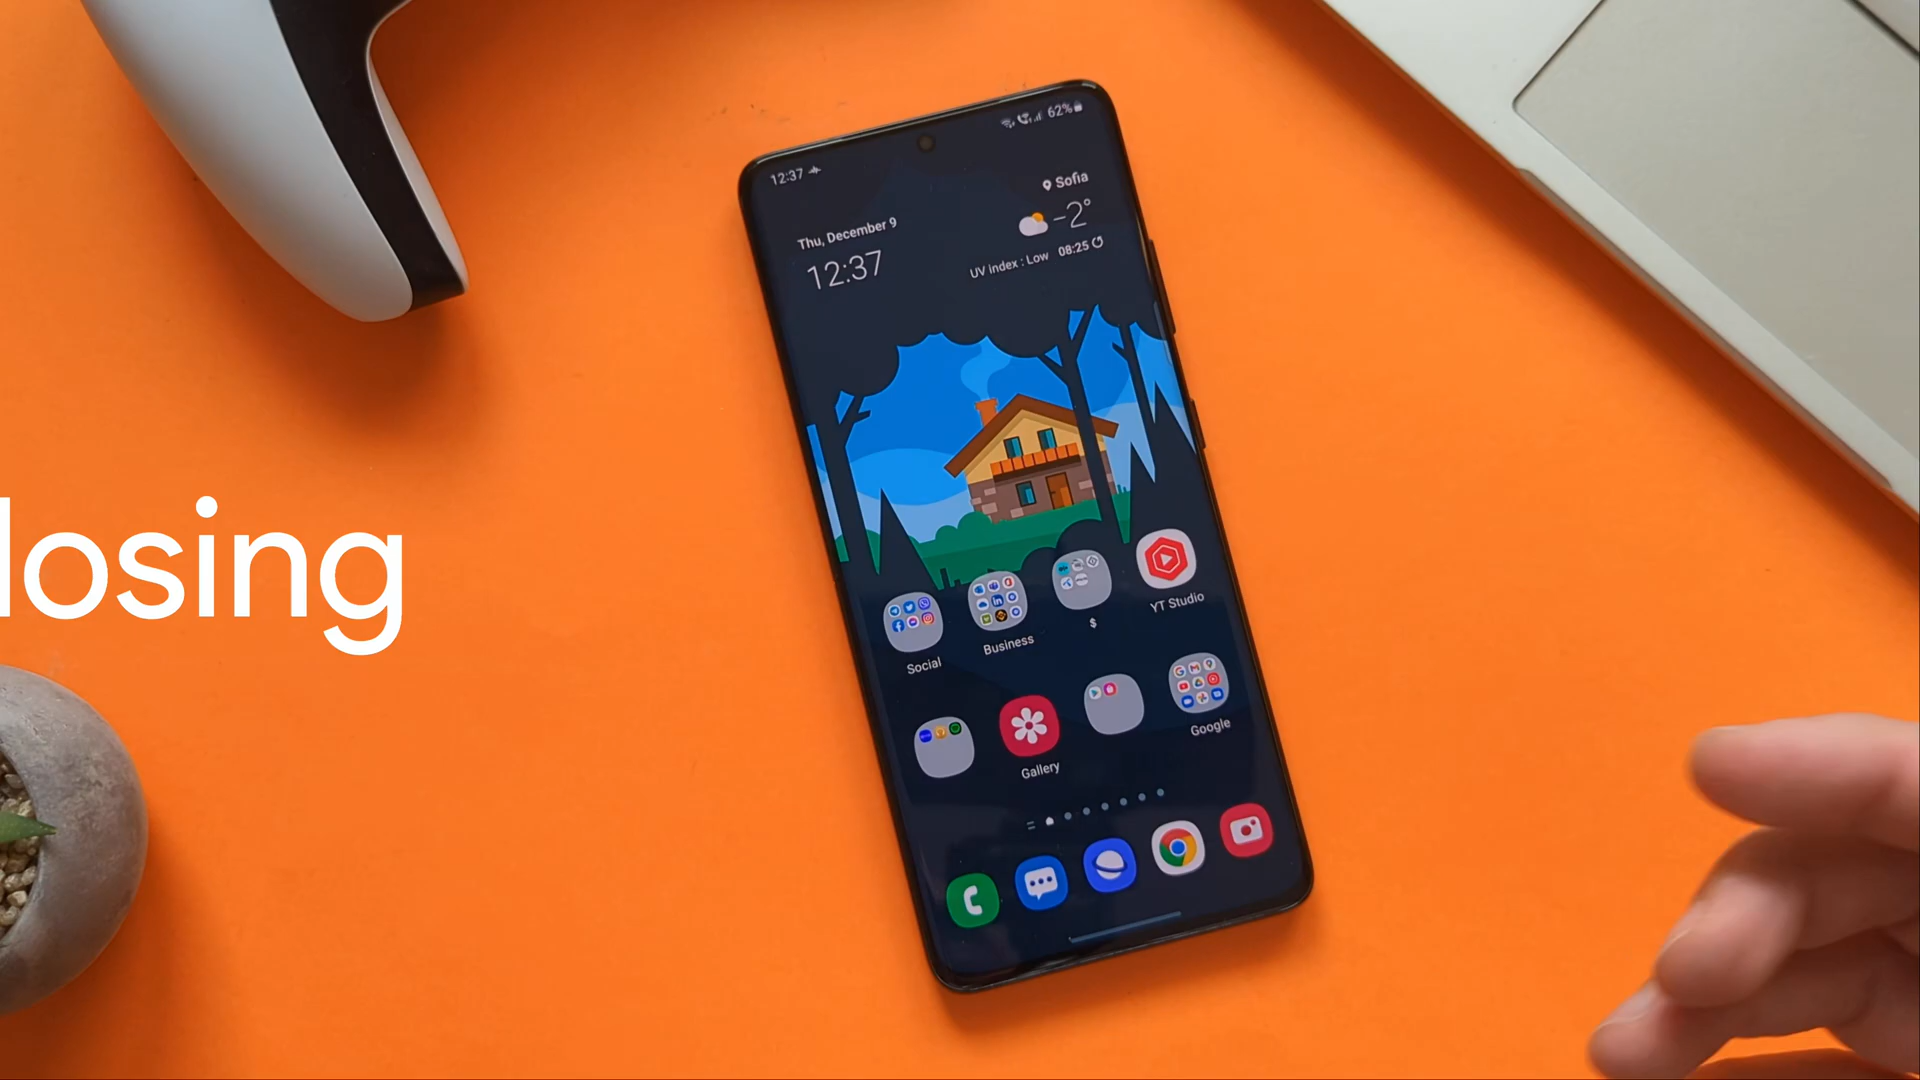 12:37
62%
Sofia
Thu, December 9
-2°
12:37
UV index : Low 08:25
losing
Social
Business
$
YT Studio
Gallery
Google